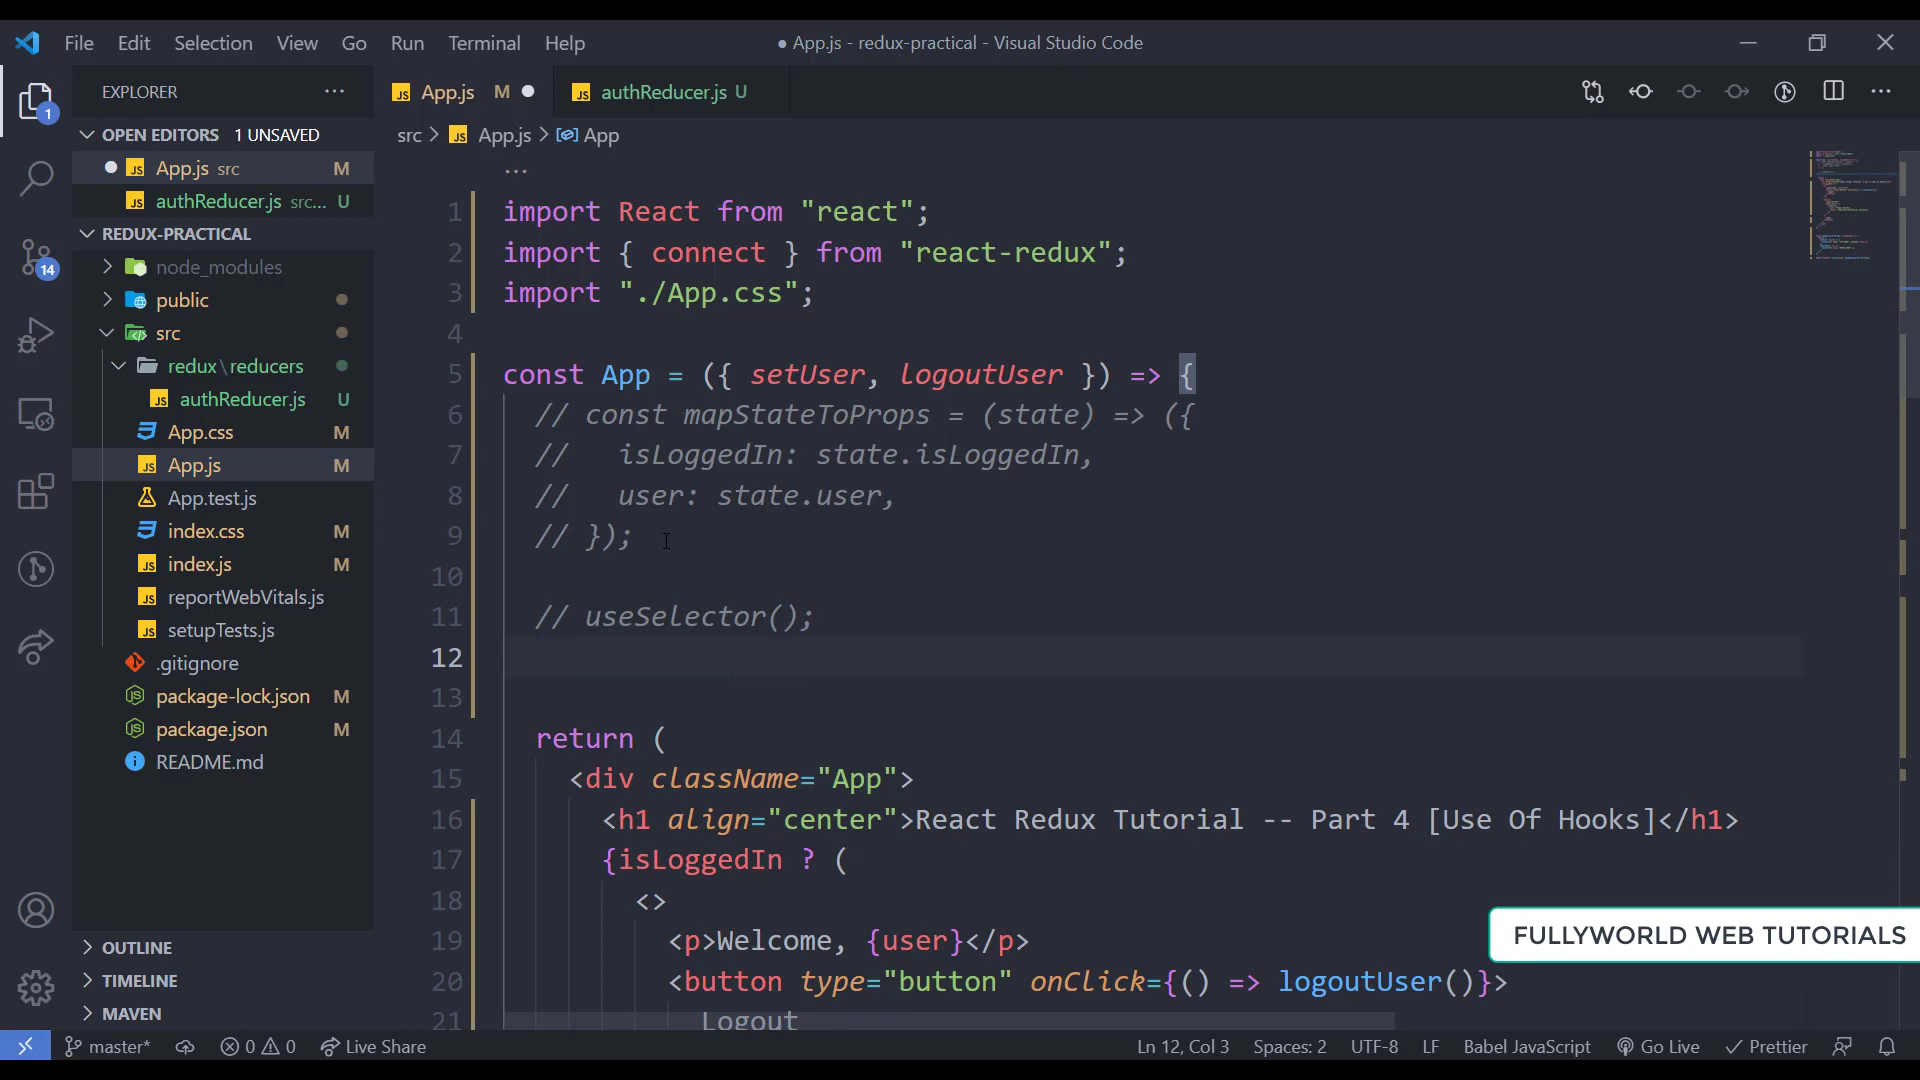 File Edit Selection View Go Run Terminal Help
● App.js - redux-practical - Visual Studio Code
EXPLORER
OPEN EDITORS 1 UNSAVED
App.js src M
authReducer.js src... U
REDUX-PRACTICAL
node_modules
public
src
redux\reducers
authReducer.js U
App.css M
App.js M
App.test.js
index.css M
index.js M
reportWebVitals.js
setupTests.js
.gitignore
package-lock.json M
package.json M
README.md
OUTLINE
TIMELINE
MAVEN
1
14
App.js M
authReducer.js U
src > App.js > App
...
1 import React from "react";
2 import { connect } from "react-redux";
3 import "./App.css";
4
5 const App = ({ setUser, logoutUser }) => {
6 // const mapStateToProps = (state) => ({
7 //   isLoggedIn: state.isLoggedIn,
8 //   user: state.user,
9 // });
10
11 // useSelector();
12
13
14 return (
15 <div className="App">
16 <h1 align="center">React Redux Tutorial -- Part 4 [Use Of Hooks]</h1>
17 {isLoggedIn ? (
18 <>
19 <p>Welcome, {user}</p>
20 <button type="button" onClick={() => logoutUser()}>
21 Logout
FULLYWORLD WEB TUTORIALS
master* 0 0 Live Share
Ln 12, Col 3 Spaces: 2 UTF-8 LF Babel JavaScript Go Live Prettier